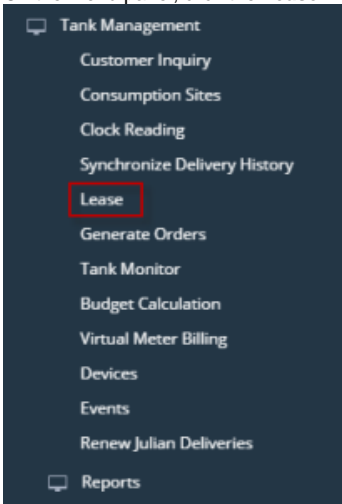 Tank Management
Customer Inquiry
Consumption Sites
Clock Reading
Synchronize Delivery History
Lease
Generate Orders
Tank Monitor
Budget Calculation
Virtual Meter Billing
Devices
Events
Renew Julian Deliveries
Reports